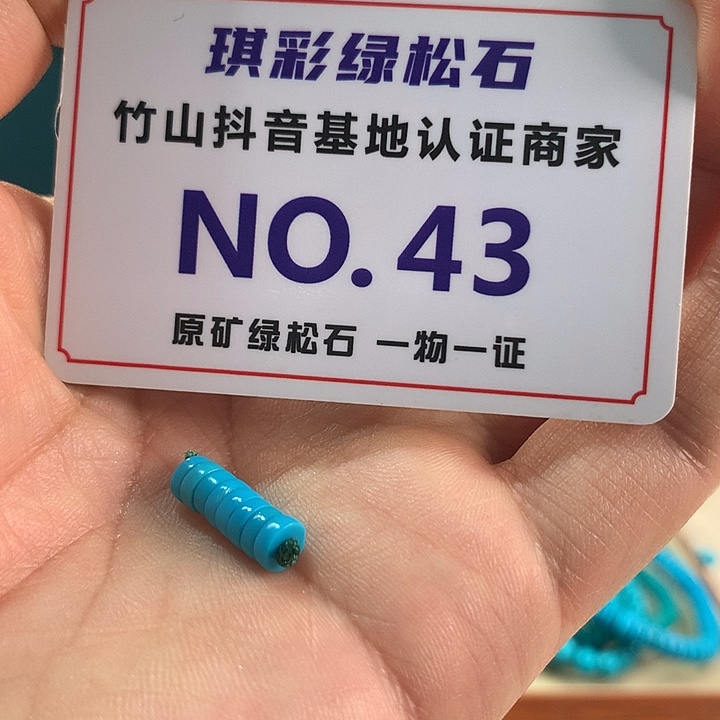 琪彩绿松石
竹山抖音基地认证商家
NO.43
原矿绿松石 一物一证